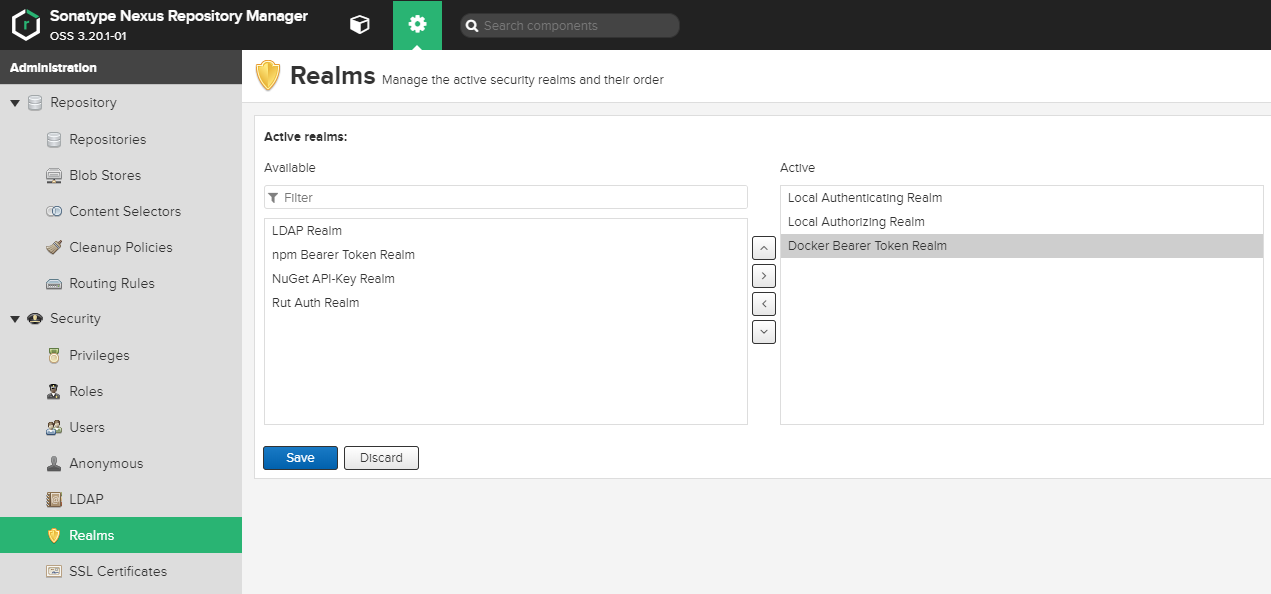 Sonatype Nexus Repository Manager
OSS 3.20.1-01
Search components
Administration
Repository
Repositories
Blob Stores
Content Selectors
Cleanup Policies
Routing Rules
Security
Privileges
Roles
Users
Anonymous
LDAP
Realms
SSL Certificates
Realms Manage the active security realms and their order
Active realms:
Available
Filter
LDAP Realm
npm Bearer Token Realm
NuGet API-Key Realm
Rut Auth Realm
Active
Local Authenticating Realm
Local Authorizing Realm
Docker Bearer Token Realm
Save Discard